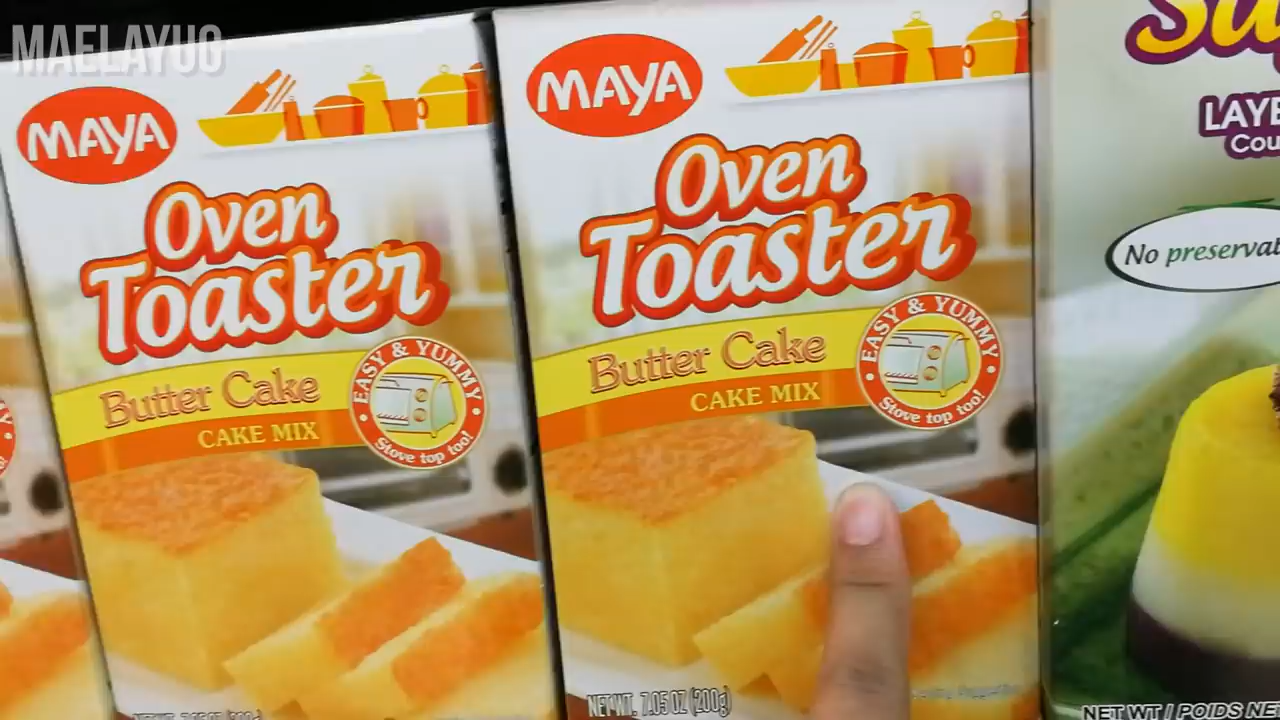 MAELAYUG
MAYA
Oven
Toaster
Butter Cake
CAKE MIX
EASY & YUMMY
Stove top too!
MAYA
Oven
Toaster
Butter Cake
CAKE MIX
EASY & YUMMY
Stove top too!
NET WT. 7.05 OZ (200g)
LAYE
Cou
No preservat
NET WT / POIDS NE